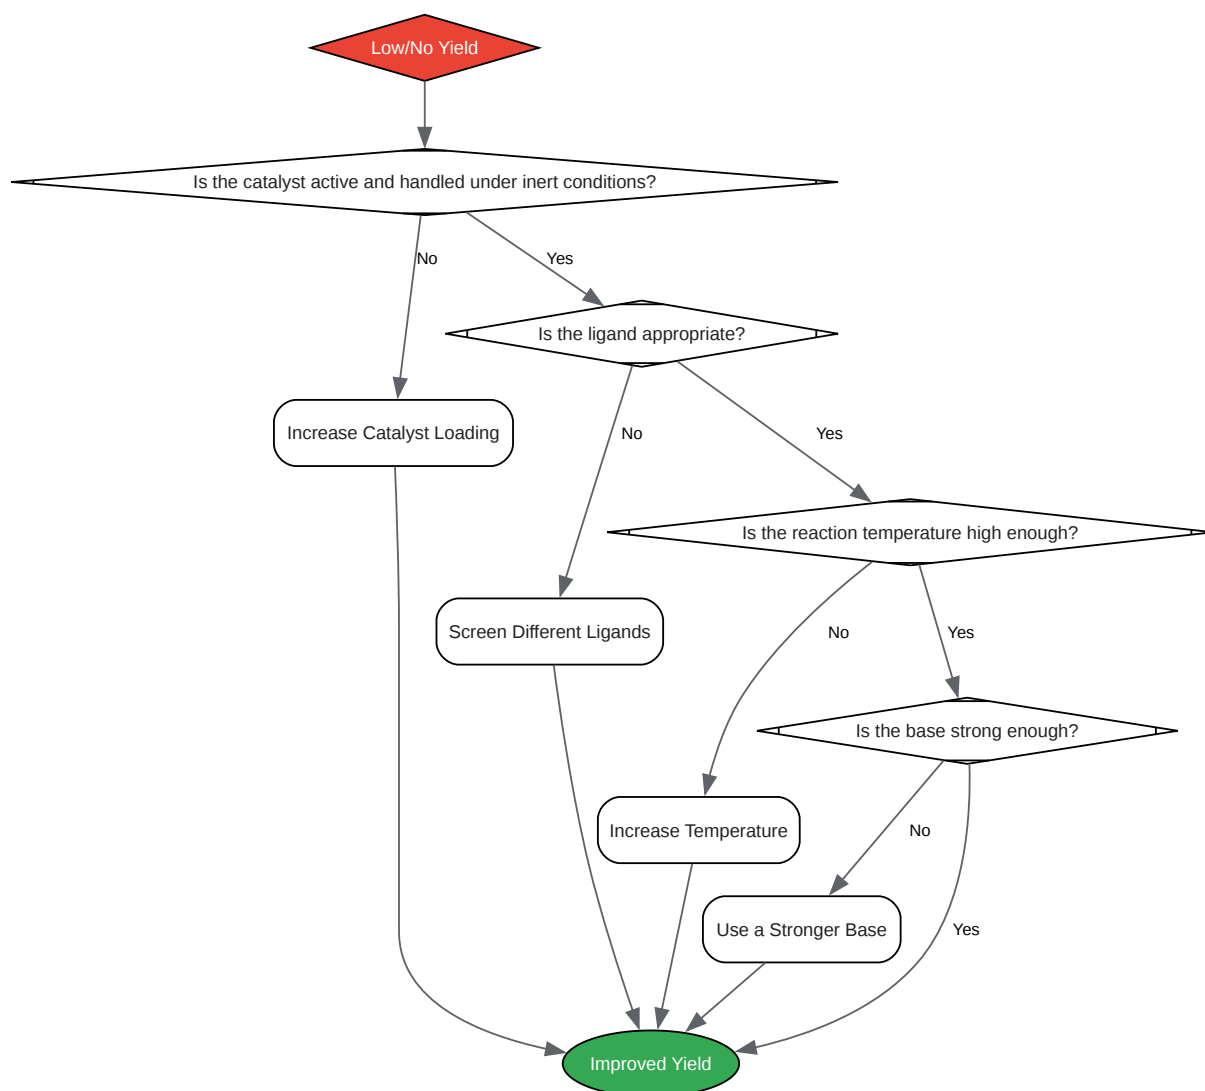 Low/No Yield
Is the catalyst active and handled under inert conditions?
No
Yes
Is the ligand appropriate?
Increase Catalyst Loading
No
Yes
Is the reaction temperature high enough?
Screen Different Ligands
No
Yes
Is the base strong enough?
Increase Temperature
No
Use a Stronger Base
Yes
Improved Yield